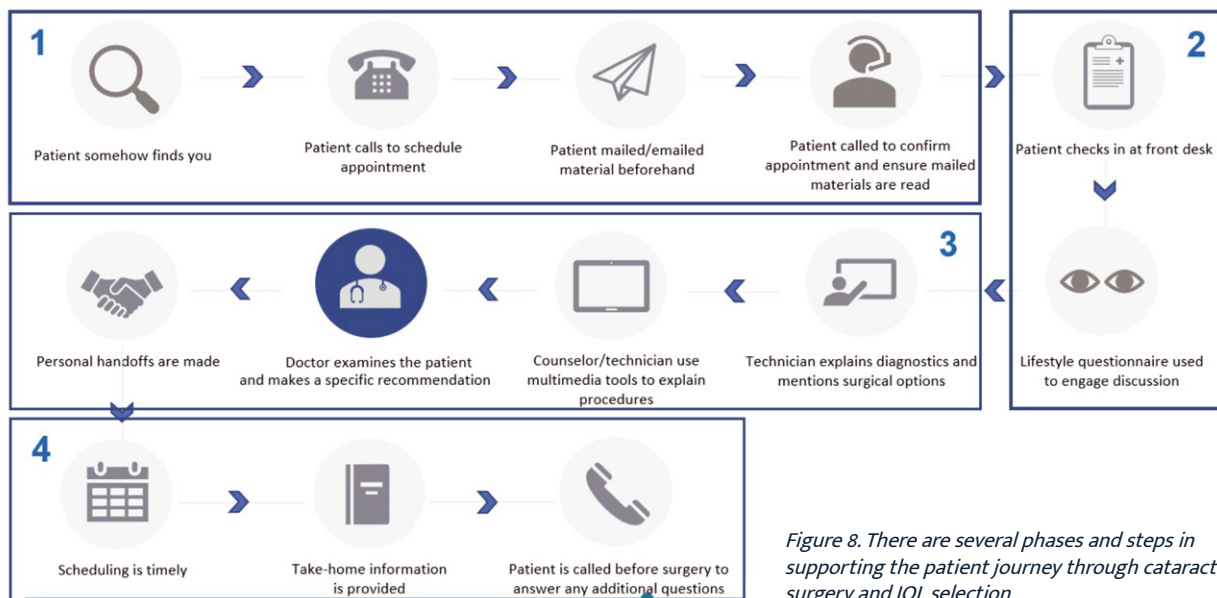 1
Patient somehow finds you
Patient calls to schedule
appointment
Patient mailed/emailed
material beforehand
Patient called to confirm
appointment and ensure mailed
materials are read
2
Patient checks in at front desk
Lifestyle questionnaire used
to engage discussion
3
Technician explains diagnostics and
mentions surgical options
Counselor/technician use
multimedia tools to explain
procedures
Doctor examines the patient
and makes a specific recommendation
Personal handoffs are made
4
Scheduling is timely
Take-home information
is provided
Patient is called before surgery to
answer any additional questions
Figure 8. There are several phases and steps in
supporting the patient journey through cataract
surgery and IOL selection